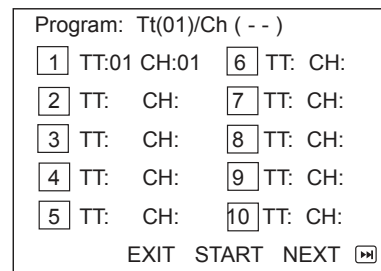 Program: Tt(01)/Ch ( - - )
1 TT:01 CH:01 6 TT: CH:
2 TT: CH: 7 TT: CH:
3 TT: CH: 8 TT: CH:
4 TT: CH: 9 TT: CH:
5 TT: CH: 10 TT: CH:
EXIT START NEXT